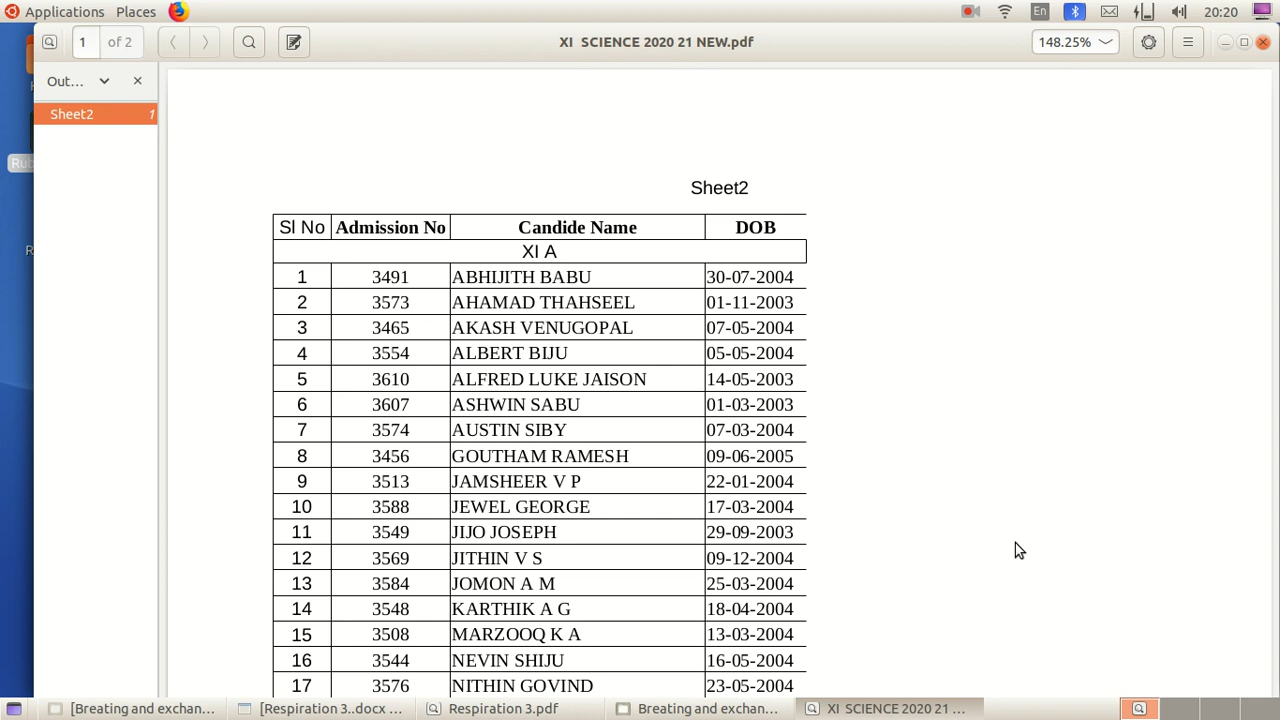 Applications Places En 20:20
1 of 2 XI SCIENCE 2020 21 NEW.pdf 148.25%
Out...
Sheet2 1
Sheet2
Sl No Admission No Candide Name DOB
XI A
1 3491 ABHIJITH BABU 30-07-2004
2 3573 AHAMAD THAHSEEL 01-11-2003
3 3465 AKASH VENUGOPAL 07-05-2004
4 3554 ALBERT BIJU 05-05-2004
5 3610 ALFRED LUKE JAISON 14-05-2003
6 3607 ASHWIN SABU 01-03-2003
7 3574 AUSTIN SIBY 07-03-2004
8 3456 GOUTHAM RAMESH 09-06-2005
9 3513 JAMSHEER V P 22-01-2004
10 3588 JEWEL GEORGE 17-03-2004
11 3549 JIJO JOSEPH 29-09-2003
12 3569 JITHIN V S 09-12-2004
13 3584 JOMON A M 25-03-2004
14 3548 KARTHIK A G 18-04-2004
15 3508 MARZOOQ K A 13-03-2004
16 3544 NEVIN SHIJU 16-05-2004
17 3576 NITHIN GOVIND 23-05-2004
[Breating and exchan... [Respiration 3..docx ... Respiration 3.pdf Breating and exchan... XI SCIENCE 2020 21 ...